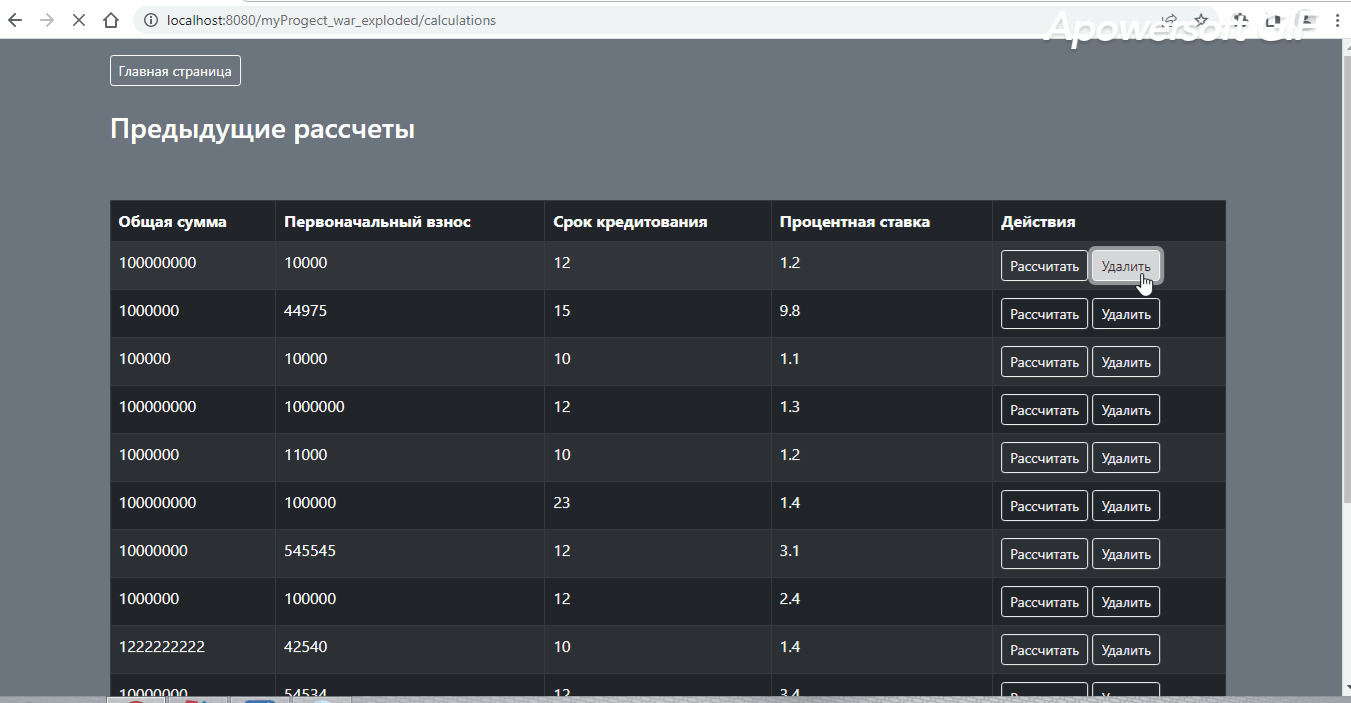 localhost:8080/myProgect_war_exploded/calculations
Apowersoft GIF
Главная страница
Предыдущие рассчеты
Общая сумма Первоначальный взнос Срок кредитования Процентная ставка Действия
100000000 10000 12 1.2 Рассчитать Удалить
1000000 44975 15 9.8 Рассчитать Удалить
100000 10000 10 1.1 Рассчитать Удалить
100000000 1000000 12 1.3 Рассчитать Удалить
1000000 11000 10 1.2 Рассчитать Удалить
100000000 100000 23 1.4 Рассчитать Удалить
10000000 545545 12 3.1 Рассчитать Удалить
1000000 100000 12 2.4 Рассчитать Удалить
1222222222 42540 10 1.4 Рассчитать Удалить
10000000 54534 12 3.4 Рассчитать Удалить